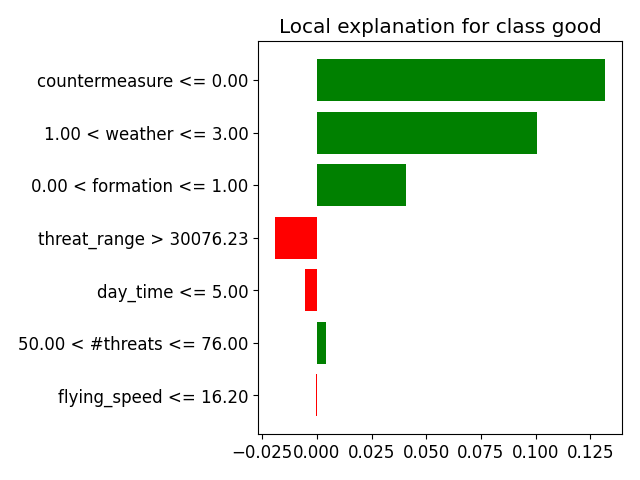 Local explanation for class good
countermeasure <= 0.00
1.00 < weather <= 3.00
0.00 < formation <= 1.00
threat_range > 30076.23
day_time <= 5.00
50.00 < #threats <= 76.00
flying_speed <= 16.20
−0.025 0.000 0.025 0.050 0.075 0.100 0.125